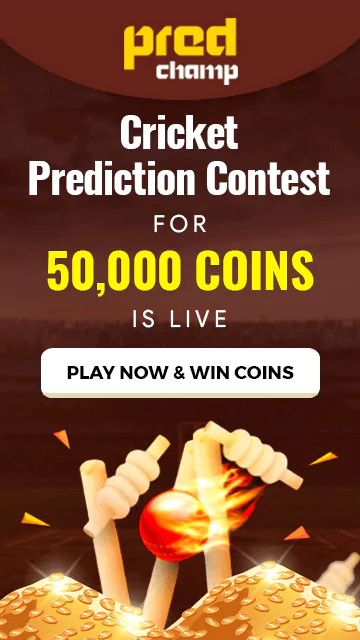 pred
champ
Cricket
Prediction Contest
FOR
50,000 COINS
IS LIVE
PLAY NOW & WIN COINS